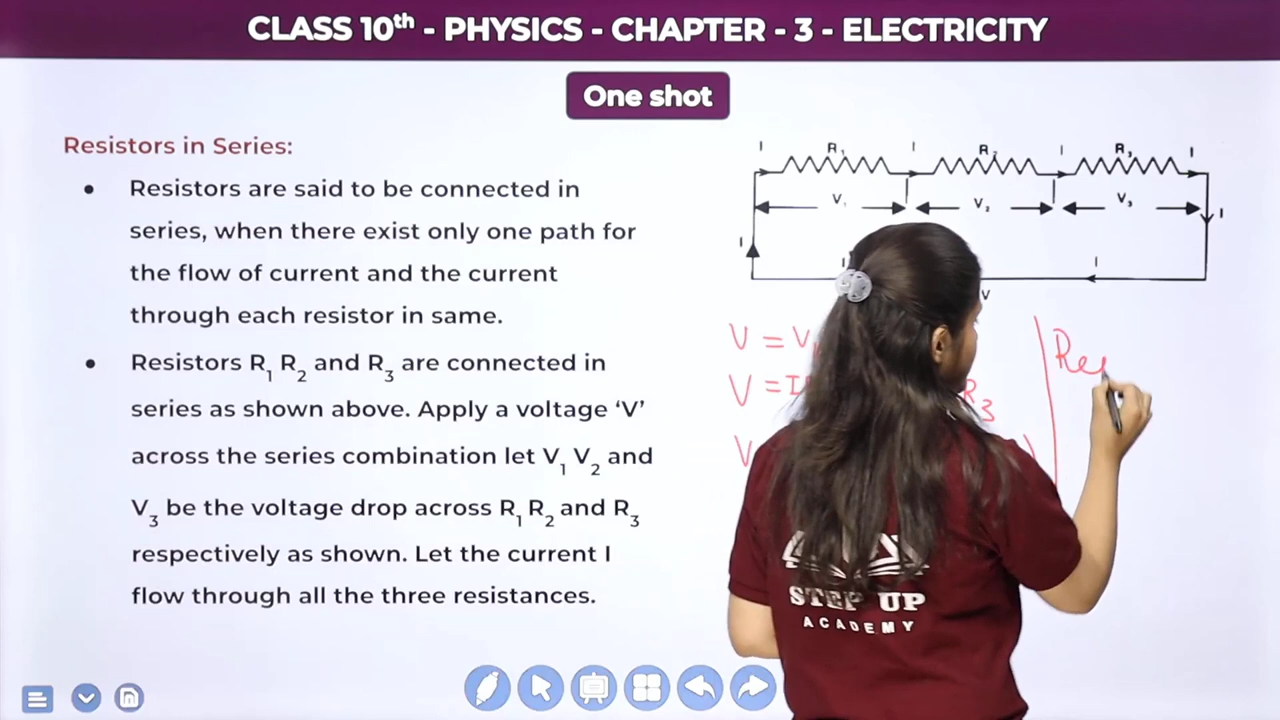 CLASS 10th - PHYSICS - CHAPTER - 3 - ELECTRICITY
One shot
Resistors in Series:
• Resistors are said to be connected in
series, when there exist only one path for
the flow of current and the current
through each resistor in same.
• Resistors R1 R2 and R3 are connected in
series as shown above. Apply a voltage ‘V’
across the series combination let V1 V2 and
V3 be the voltage drop across R1 R2 and R3
respectively as shown. Let the current I
flow through all the three resistances.
I R1 I R2 I R3 I
V1 V2 V3
I I
I I
V
V = V1
V = I R3
V
Re
STEP UP
ACADEMY